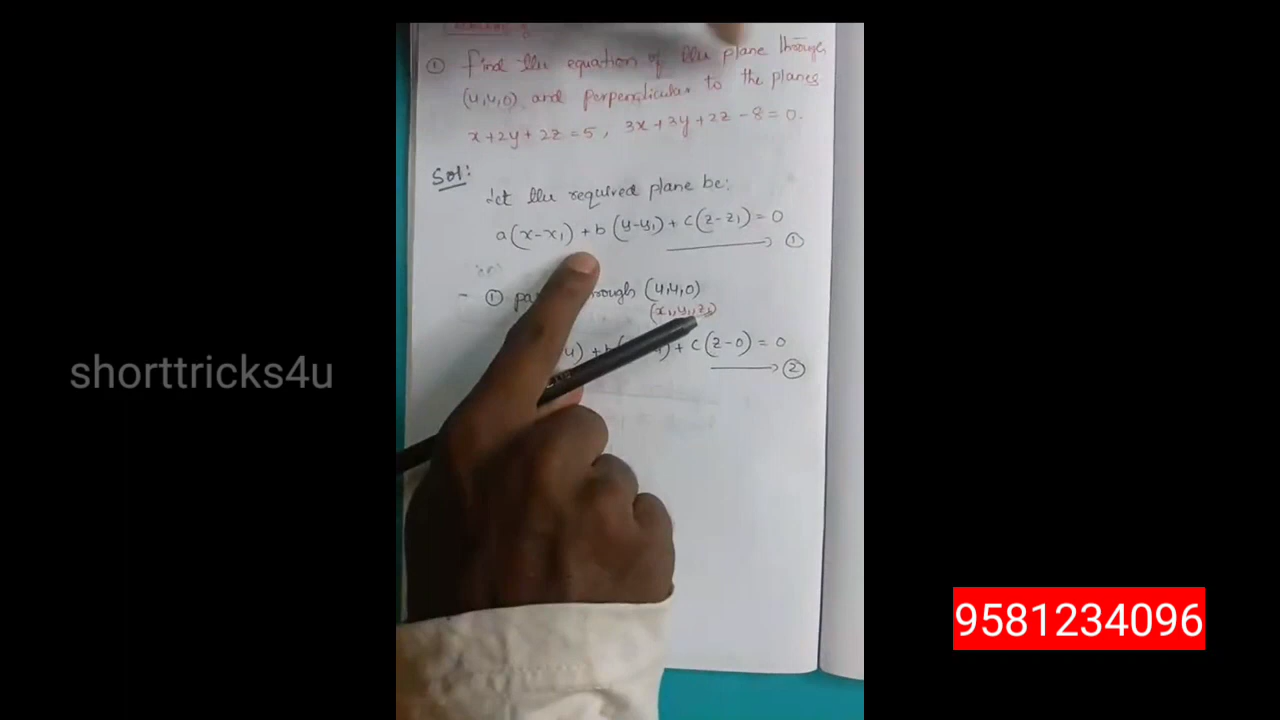 ① Find the equation of the plane through
(4,4,0) and perpendicular to the planes
x+2y+2z=5, 3x+3y+2z-8=0.
Sol:
Let the required plane be:
a(x-x₁)+b(y-y₁)+c(z-z₁)=0
①
- ① through (4,4,0)
(x₁,y₁,z₁)
4)+ +c(z-0)=0
②
shorttricks4u
9581234096